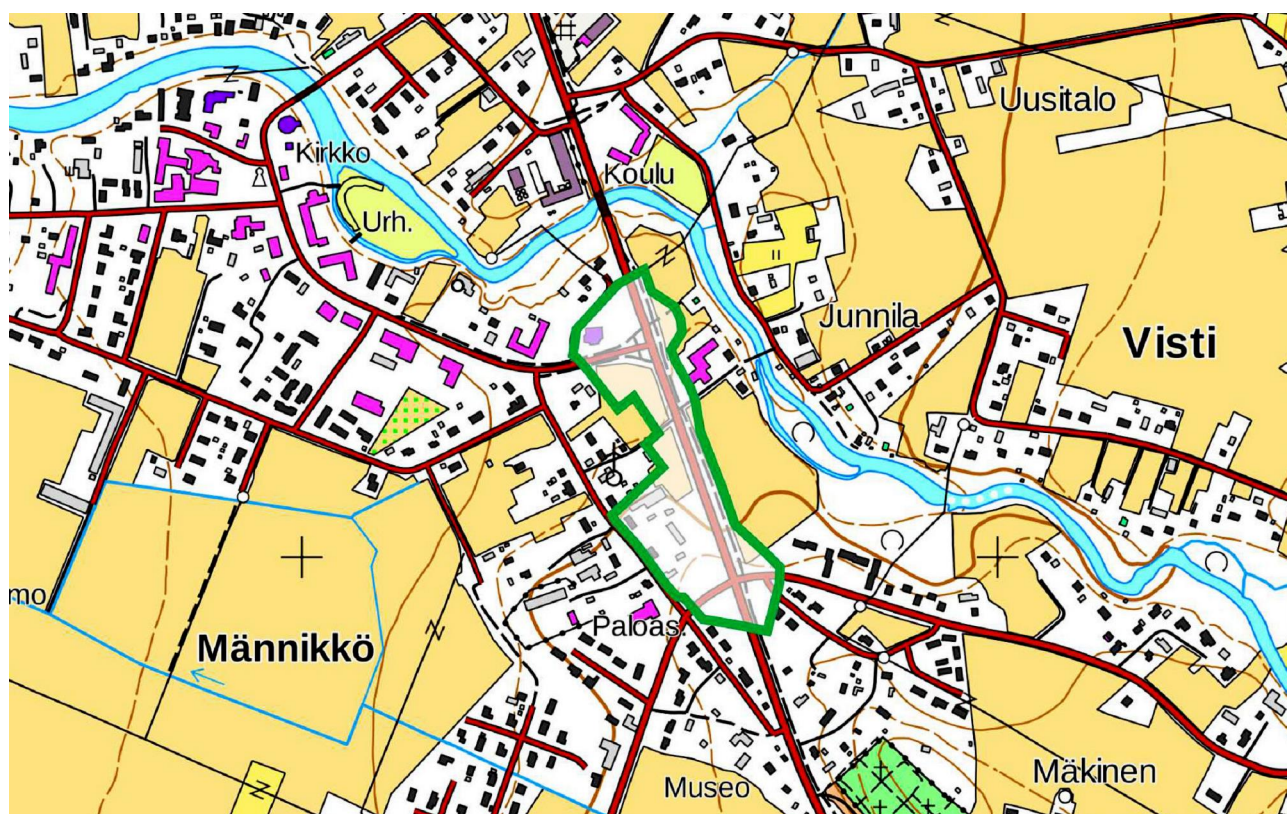 Uusitalo
Kirkko
Koulu
Urh.
Junnila
Visti
mo
Männikkö
Paloas.
Museo
Mäkinen